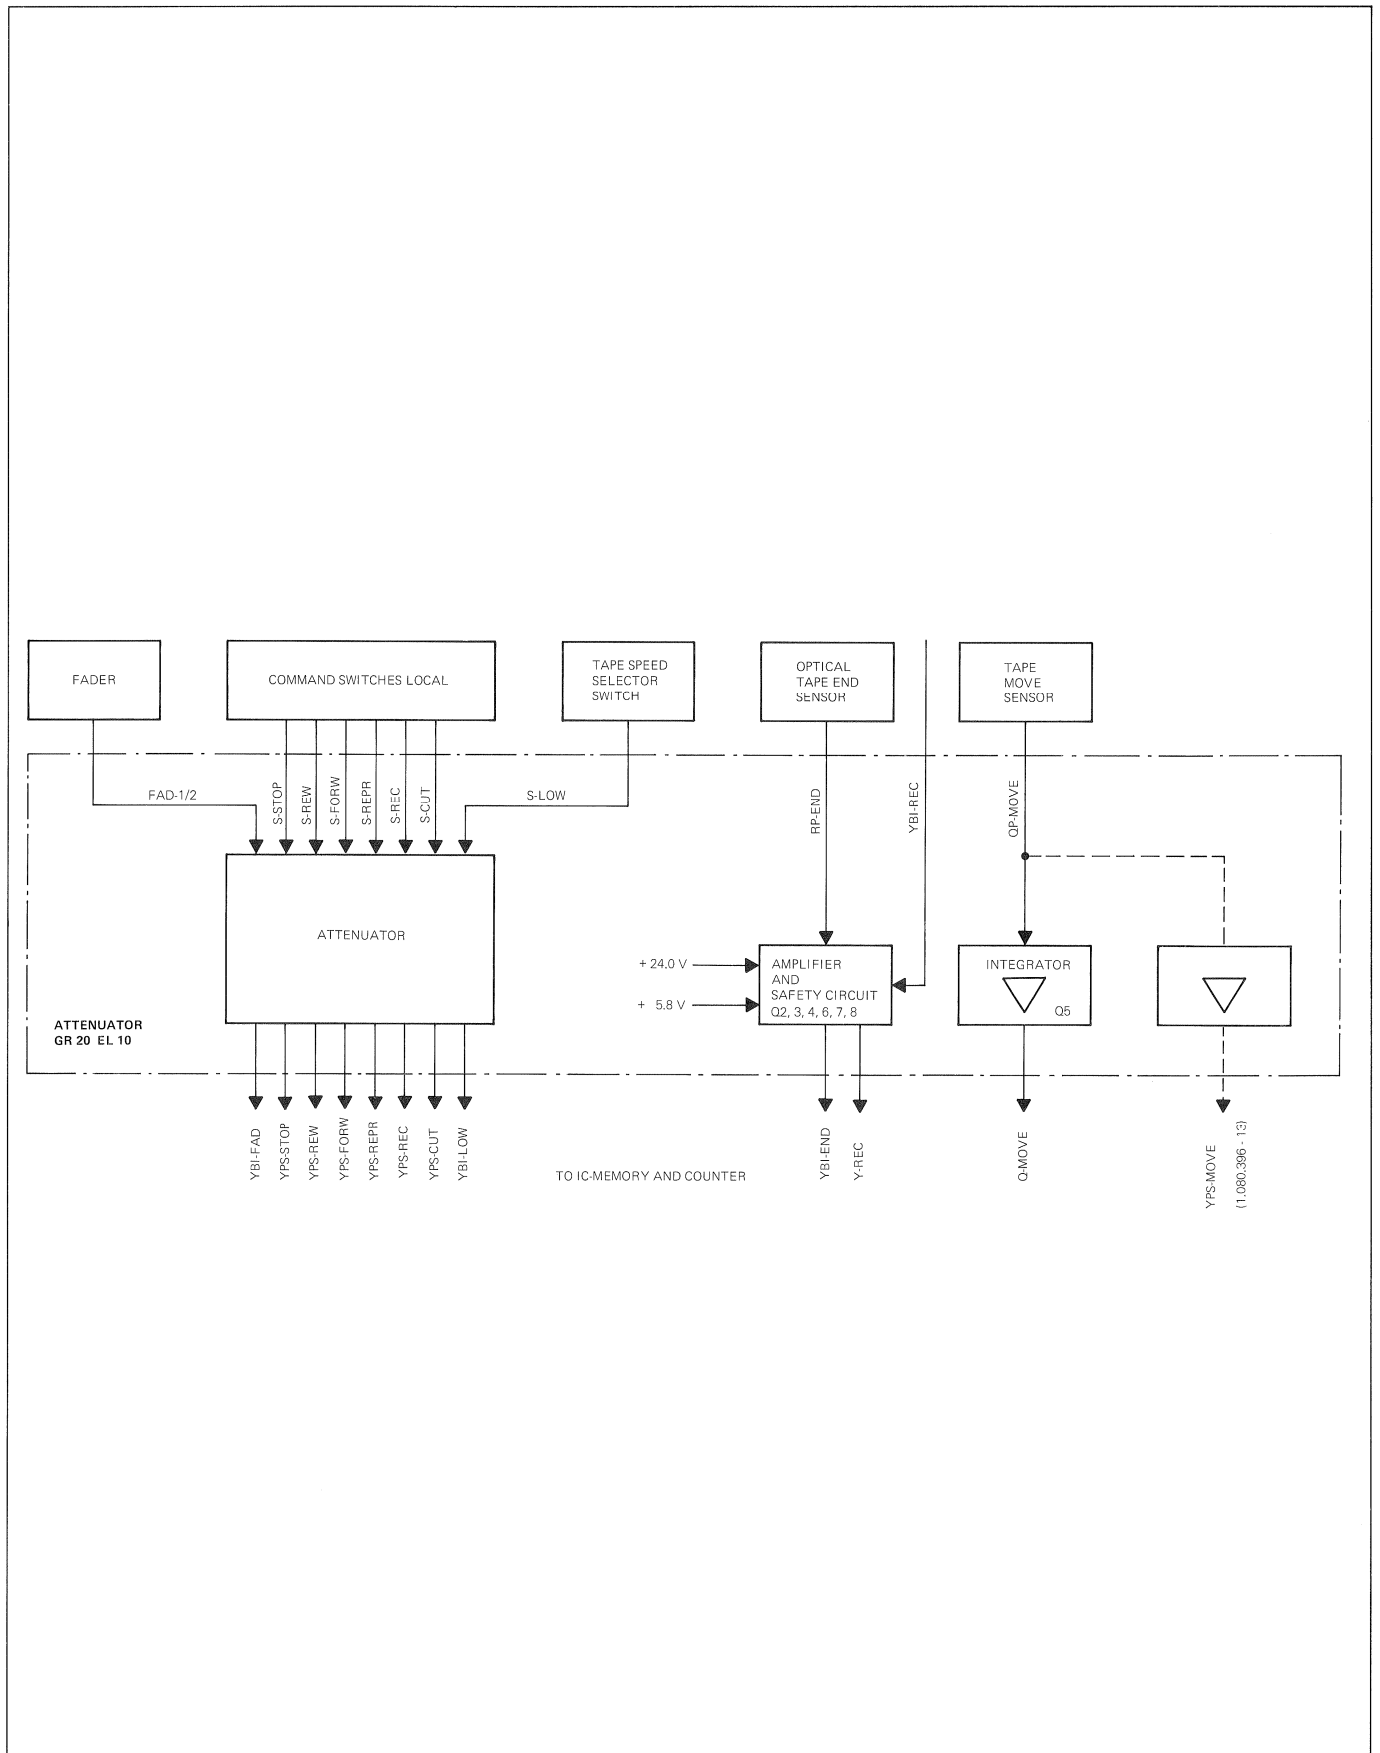 FADER
COMMAND SWITCHES LOCAL
TAPE SPEED
SELECTOR
SWITCH
OPTICAL
TAPE END
SENSOR
TAPE
MOVE
SENSOR
FAD-1/2
S-STOP
S-REW
S-FORW
S-REPR
S-REC
S-CUT
S-LOW
RP-END
YBI-REC
QP-MOVE
ATTENUATOR
+ 24.0 V
+ 5.8 V
AMPLIFIER
AND
SAFETY CIRCUIT
Q2, 3, 4, 6, 7, 8
INTEGRATOR
Q5
ATTENUATOR
GR 20 EL 10
YBI-FAD
YPS-STOP
YPS-REW
YPS-FORW
YPS-REPR
YPS-REC
YPS-CUT
YBI-LOW
TO IC-MEMORY AND COUNTER
YBI-END
Y-REC
Q-MOVE
YPS-MOVE
(1.080.396 - 13)